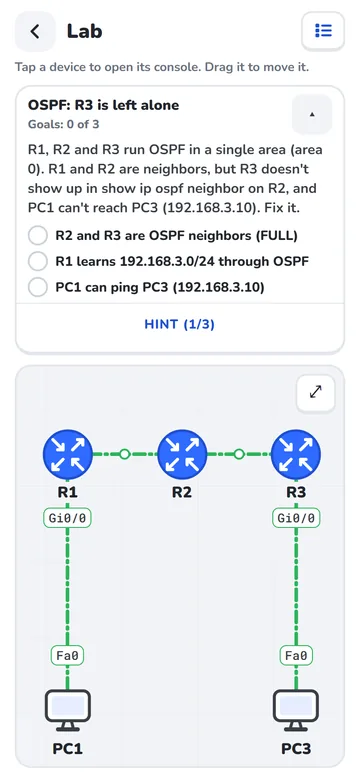 Lab
Tap a device to open its console. Drag it to move it.
OSPF: R3 is left alone
Goals: 0 of 3
R1, R2 and R3 run OSPF in a single area (area
0). R1 and R2 are neighbors, but R3 doesn't
show up in show ip ospf neighbor on R2, and
PC1 can't reach PC3 (192.168.3.10). Fix it.
R2 and R3 are OSPF neighbors (FULL)
R1 learns 192.168.3.0/24 through OSPF
PC1 can ping PC3 (192.168.3.10)
HINT (1/3)
R1 R2 R3
Gi0/0 Gi0/0
Fa0 Fa0
PC1 PC3